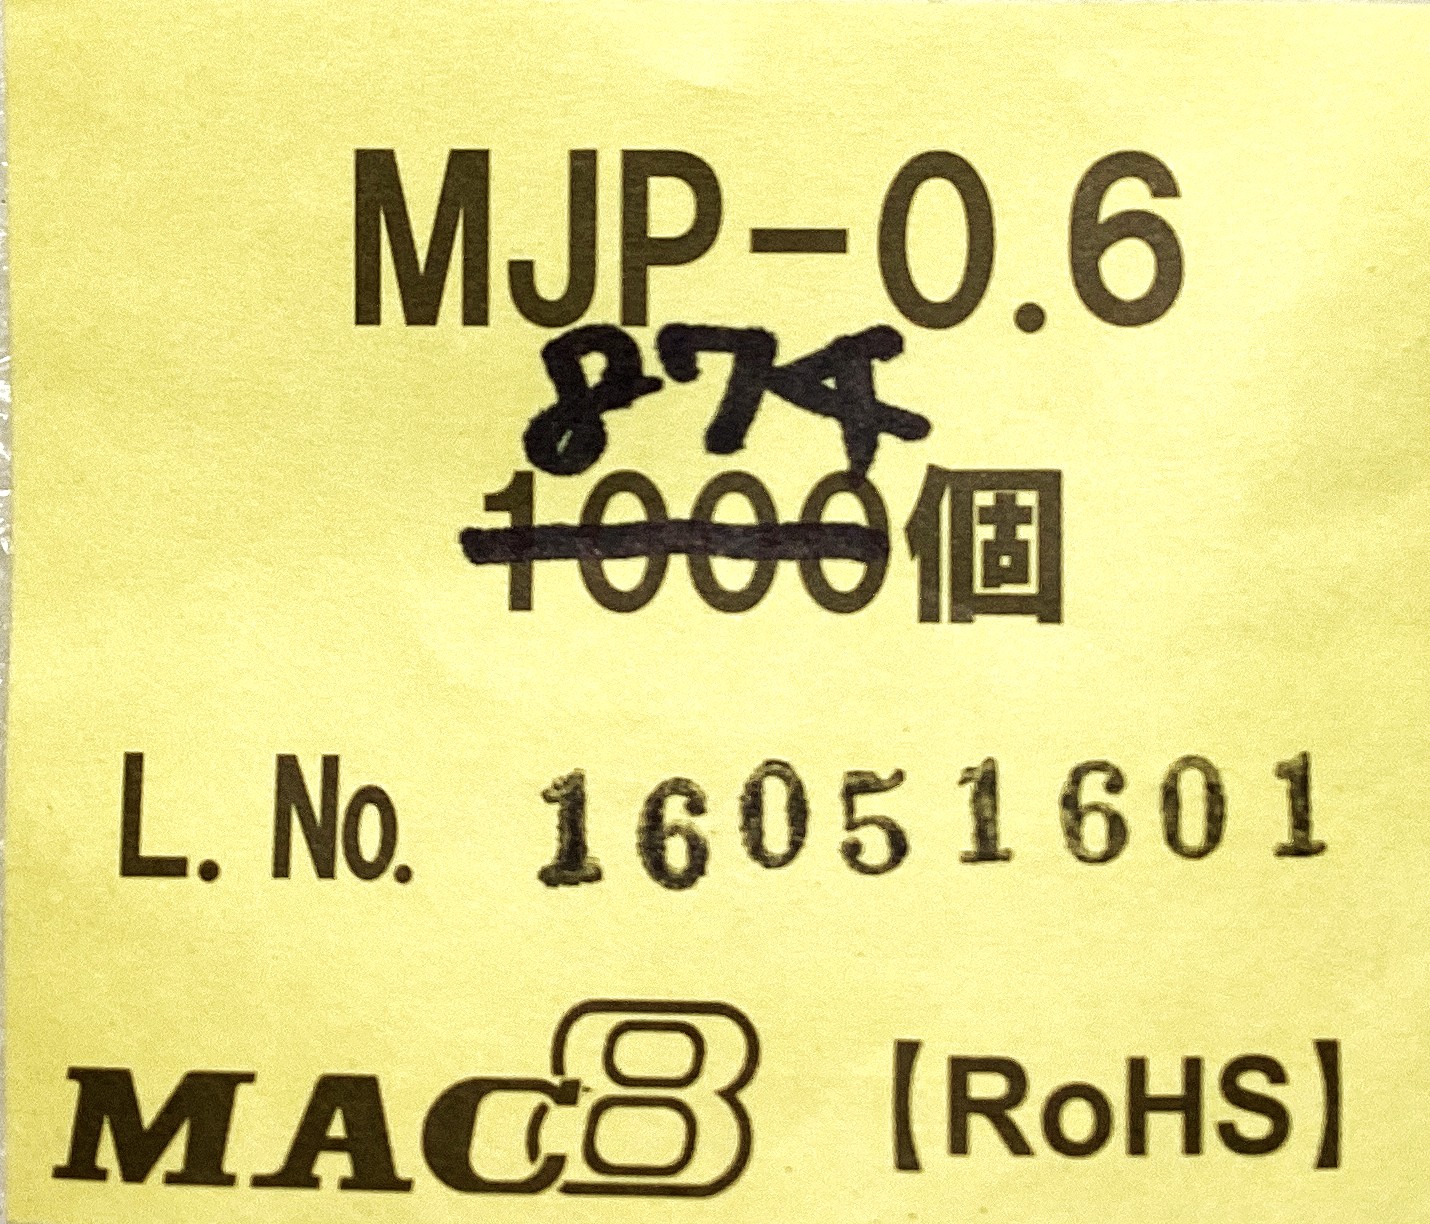 MJP-0.6
874
1000個
L. No. 16051601
MAC8 【RoHS】